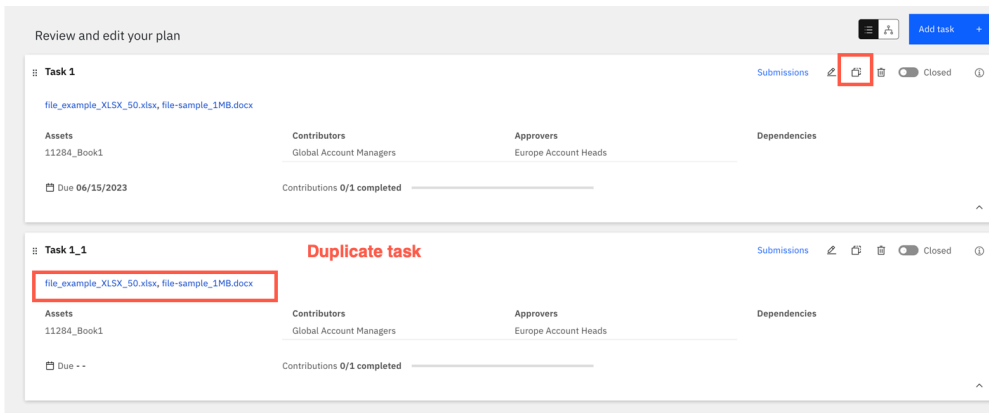 Review and edit your plan
Add task +
Task 1
Submissions
Closed
file_example_XLSX_50.xlsx, file-sample_1MB.docx
Assets Contributors Approvers Dependencies
11284_Book1 Global Account Managers Europe Account Heads
Due 06/15/2023 Contributions 0/1 completed
Task 1_1 Duplicate task Submissions Closed
file_example_XLSX_50.xlsx, file-sample_1MB.docx
Assets Contributors Approvers Dependencies
11284_Book1 Global Account Managers Europe Account Heads
Due - - Contributions 0/1 completed